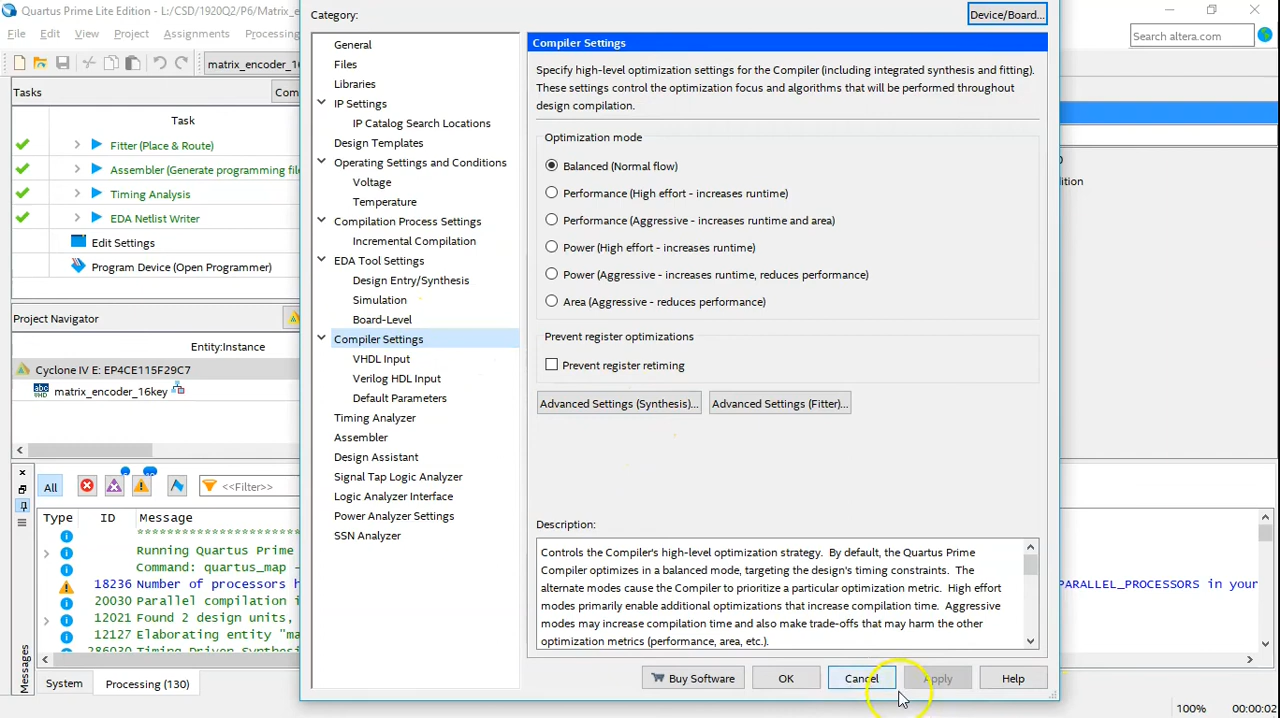 Quartus Prime Lite Edition - L:/CSD/1920Q2/P6/Matrix_e
File Edit View Project Assignments Processing
Search altera.com
matrix_encoder_1
Tasks
Com
Task
Fitter (Place & Route)
Assembler (Generate programming file
Timing Analysis
EDA Netlist Writer
Edit Settings
Program Device (Open Programmer)
Project Navigator
Entity:Instance
Cyclone IV E: EP4CE115F29C7
matrix_encoder_16key
dition
Category:
Device/Board...
General
Files
Libraries
IP Settings
IP Catalog Search Locations
Design Templates
Operating Settings and Conditions
Voltage
Temperature
Compilation Process Settings
Incremental Compilation
EDA Tool Settings
Design Entry/Synthesis
Simulation
Board-Level
Compiler Settings
VHDL Input
Verilog HDL Input
Default Parameters
Timing Analyzer
Assembler
Design Assistant
Signal Tap Logic Analyzer
Logic Analyzer Interface
Power Analyzer Settings
SSN Analyzer
Compiler Settings
Specify high-level optimization settings for the Compiler (including integrated synthesis and fitting).
These settings control the optimization focus and algorithms that will be performed throughout
design compilation.
Optimization mode
Balanced (Normal flow)
Performance (High effort - increases runtime)
Performance (Aggressive - increases runtime and area)
Power (High effort - increases runtime)
Power (Aggressive - increases runtime, reduces performance)
Area (Aggressive - reduces performance)
Prevent register optimizations
Prevent register retiming
Advanced Settings (Synthesis)... Advanced Settings (Fitter)...
Description:
Controls the Compiler's high-level optimization strategy. By default, the Quartus Prime
Compiler optimizes in a balanced mode, targeting the design's timing constraints. The
alternate modes cause the Compiler to prioritize a particular optimization metric. High effort
modes primarily enable additional optimizations that increase compilation time. Aggressive
modes may increase compilation time and also make trade-offs that may harm the other
optimization metrics (performance, area, etc.).
Buy Software OK Cancel Apply Help
All
<<Filter>>
Type ID Message
Running Quartus Prime
Command: quartus_map -
18236 Number of processors h
PARALLEL_PROCESSORS in your
20030 Parallel compilation i
12021 Found 2 design units,
12127 Elaborating entity "ma
286030 Timing-Driven Synthesi
Messages
System Processing (130)
100% 00:00:02